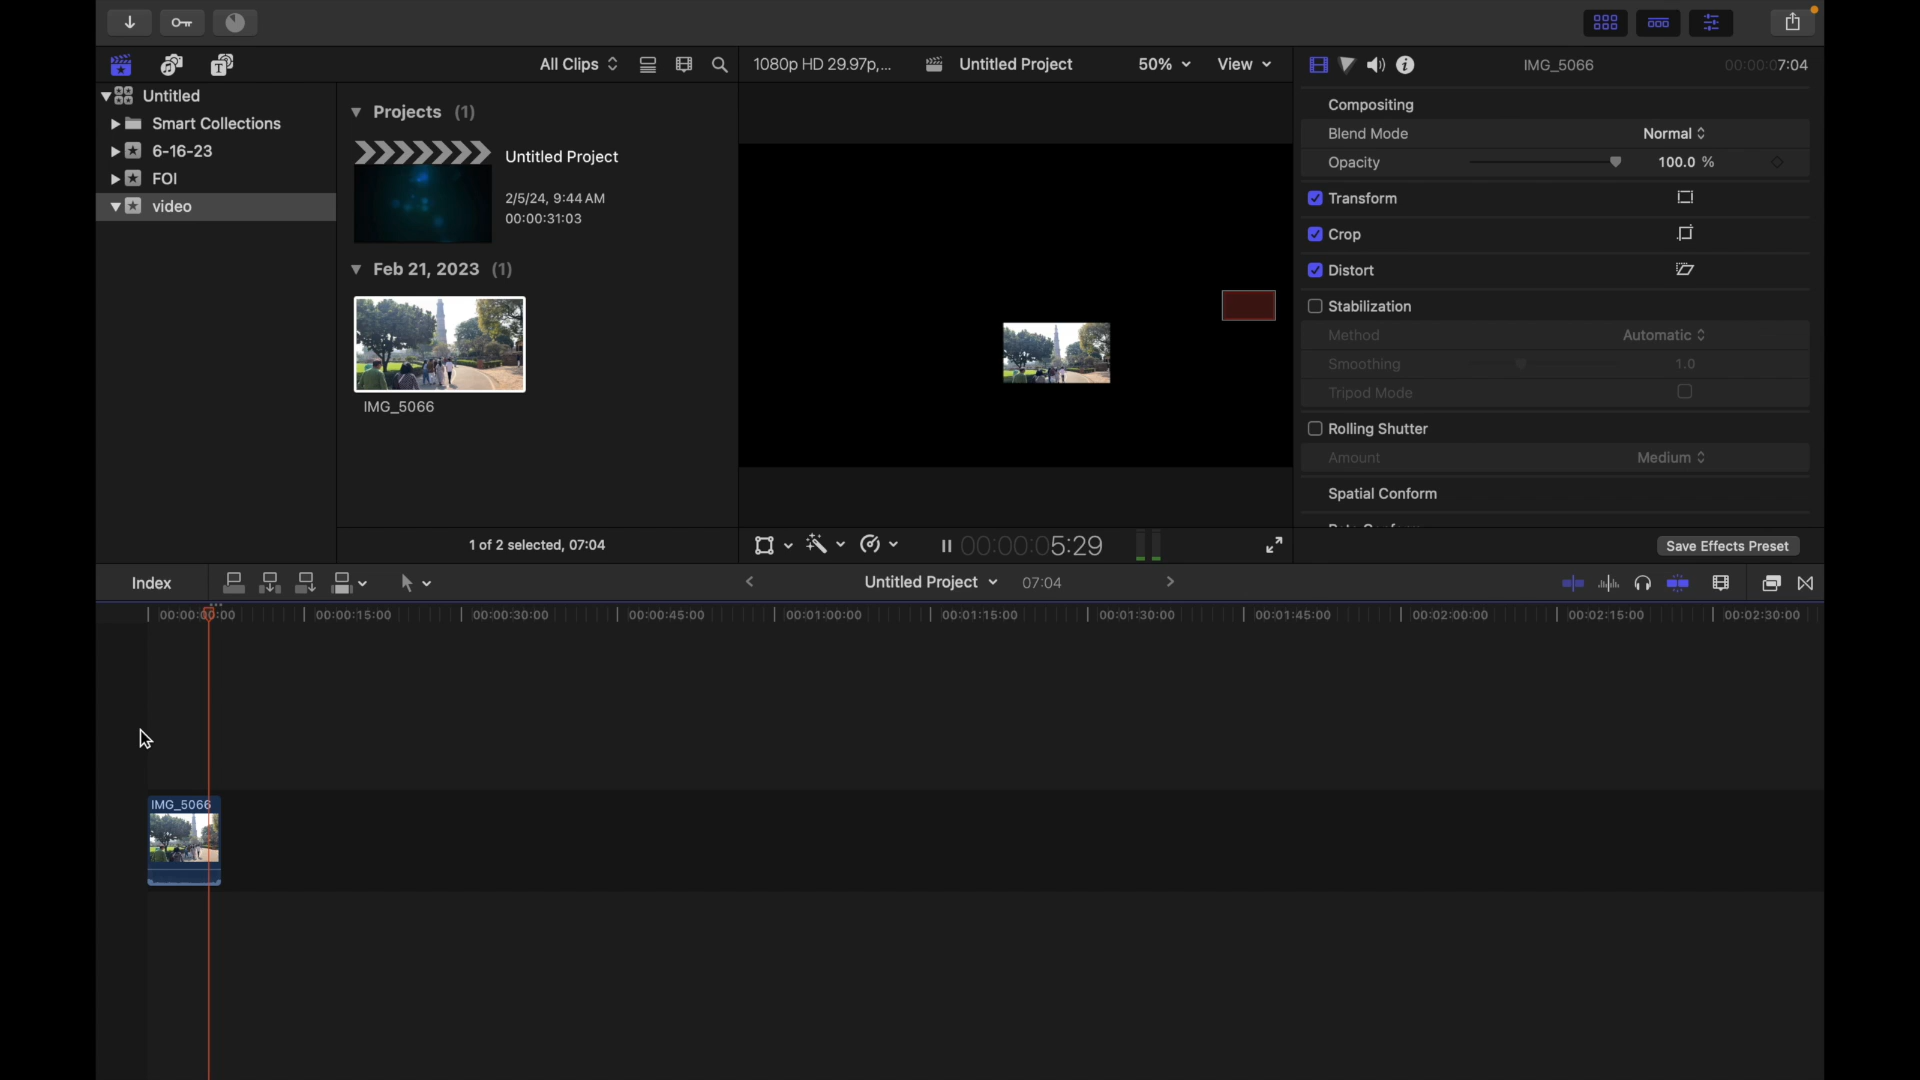 All Clips
1080p HD 29.97p,...
Untitled Project
50%
View
IMG_5066
00:00:07:04
Untitled
Smart Collections
6-16-23
FOI
video
Projects (1)
Untitled Project
2/5/24, 9:44 AM
00:00:31:03
Feb 21, 2023 (1)
IMG_5066
1 of 2 selected, 07:04
00:00:05:29
Compositing
Blend Mode Normal
Opacity 100.0 %
Transform
Crop
Distort
Stabilization
Method Automatic
Smoothing 1.0
Tripod Mode
Rolling Shutter
Amount Medium
Spatial Conform
Save Effects Preset
Index
Untitled Project
07:04
00:00:00:00 00:00:15:00 00:00:30:00 00:00:45:00 00:01:00:00 00:01:15:00 00:01:30:00 00:01:45:00 00:02:00:00 00:02:15:00 00:02:30:00
IMG_5066